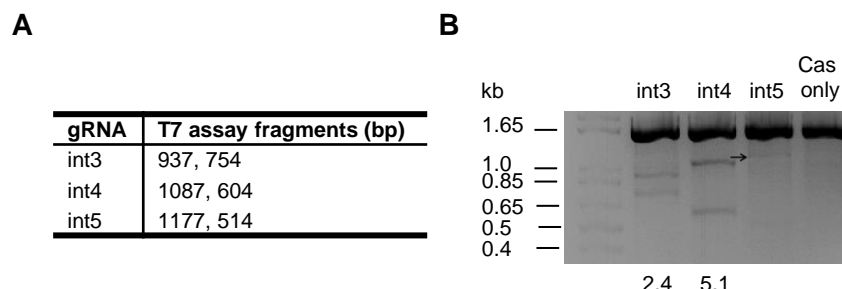 A
gRNA T7 assay fragments (bp)
int3 937, 754
int4 1087, 604
int5 1177, 514
B
Cas
kb int3 int4 int5 only
1.65
1.0
0.85
0.65
0.5
0.4
2.4 5.1